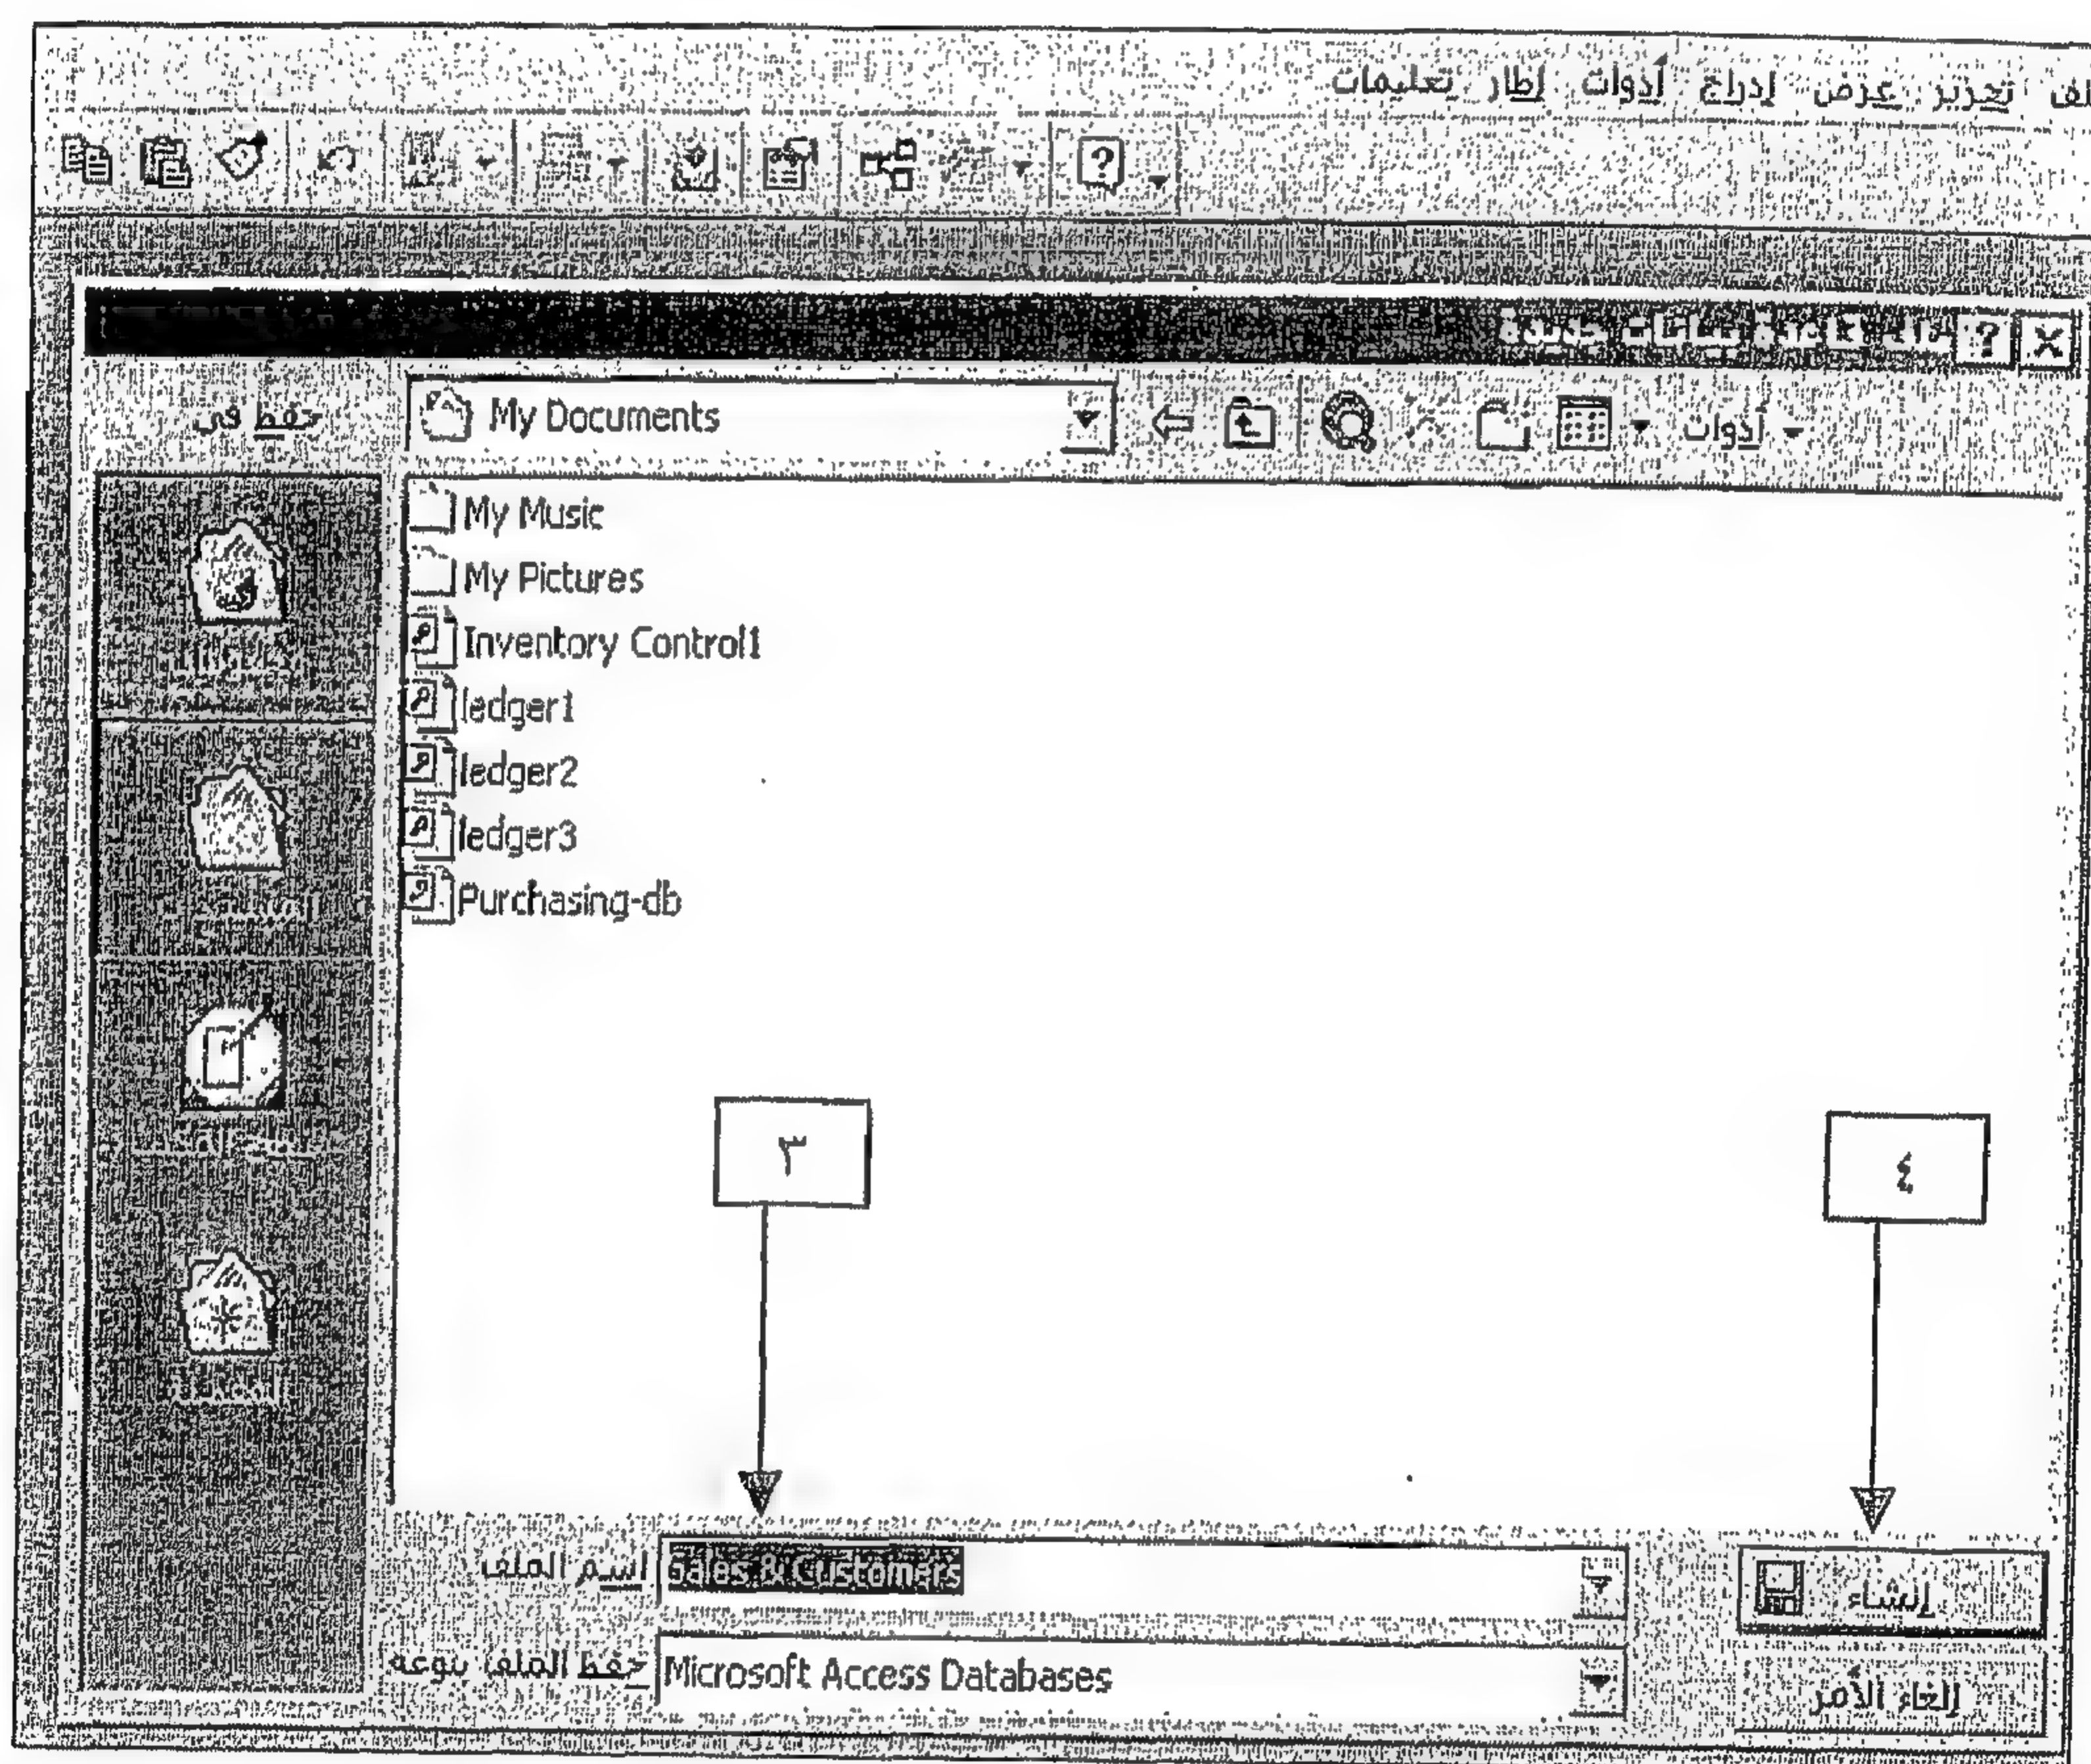 تحرير عرض إدراج أدوات إطار تعليمات
حفظ في
My Documents
أدوات
My Music
My Pictures
Inventory Control1
ledger1
ledger2
ledger3
Purchasing-db
٣
٤
اسم الملف
Sales & Customers
إنشاء
حفظ الملف بنوعه
Microsoft Access Databases
إلغاء الأمر